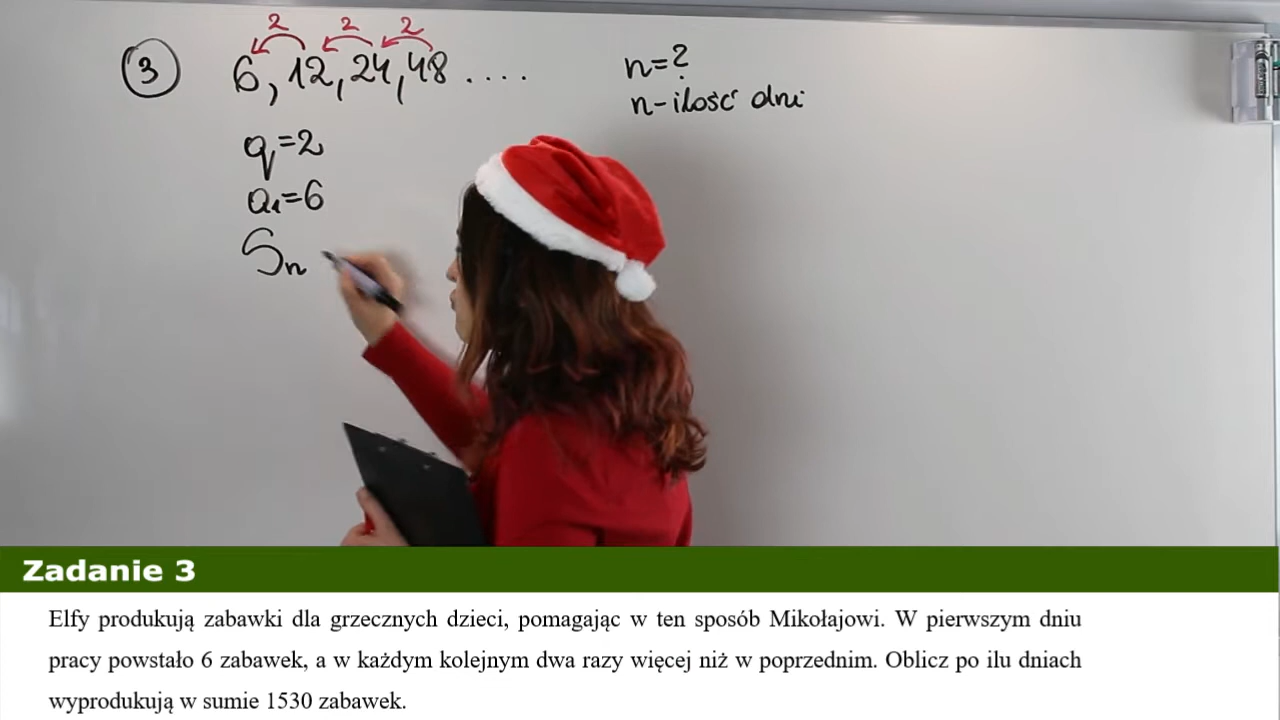 2 2 2
3 6, 12, 24, 48 ....
n=?
n-ilość dni
q=2
a1=6
Sn
Zadanie 3
Elfy produkują zabawki dla grzecznych dzieci, pomagając w ten sposób Mikołajowi. W pierwszym dniu
pracy powstało 6 zabawek, a w każdym kolejnym dwa razy więcej niż w poprzednim. Oblicz po ilu dniach
wyprodukują w sumie 1530 zabawek.